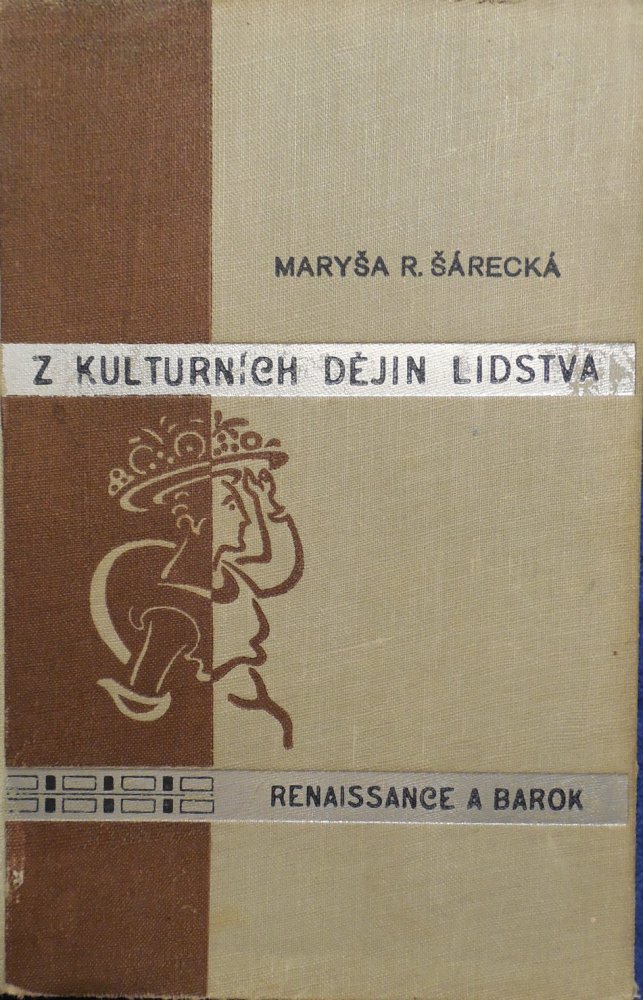 MARYŠA R. ŠÁRECKÁ
Z KULTURNÍCH DĚJIN LIDSTVA
RENAISSANCE A BAROK